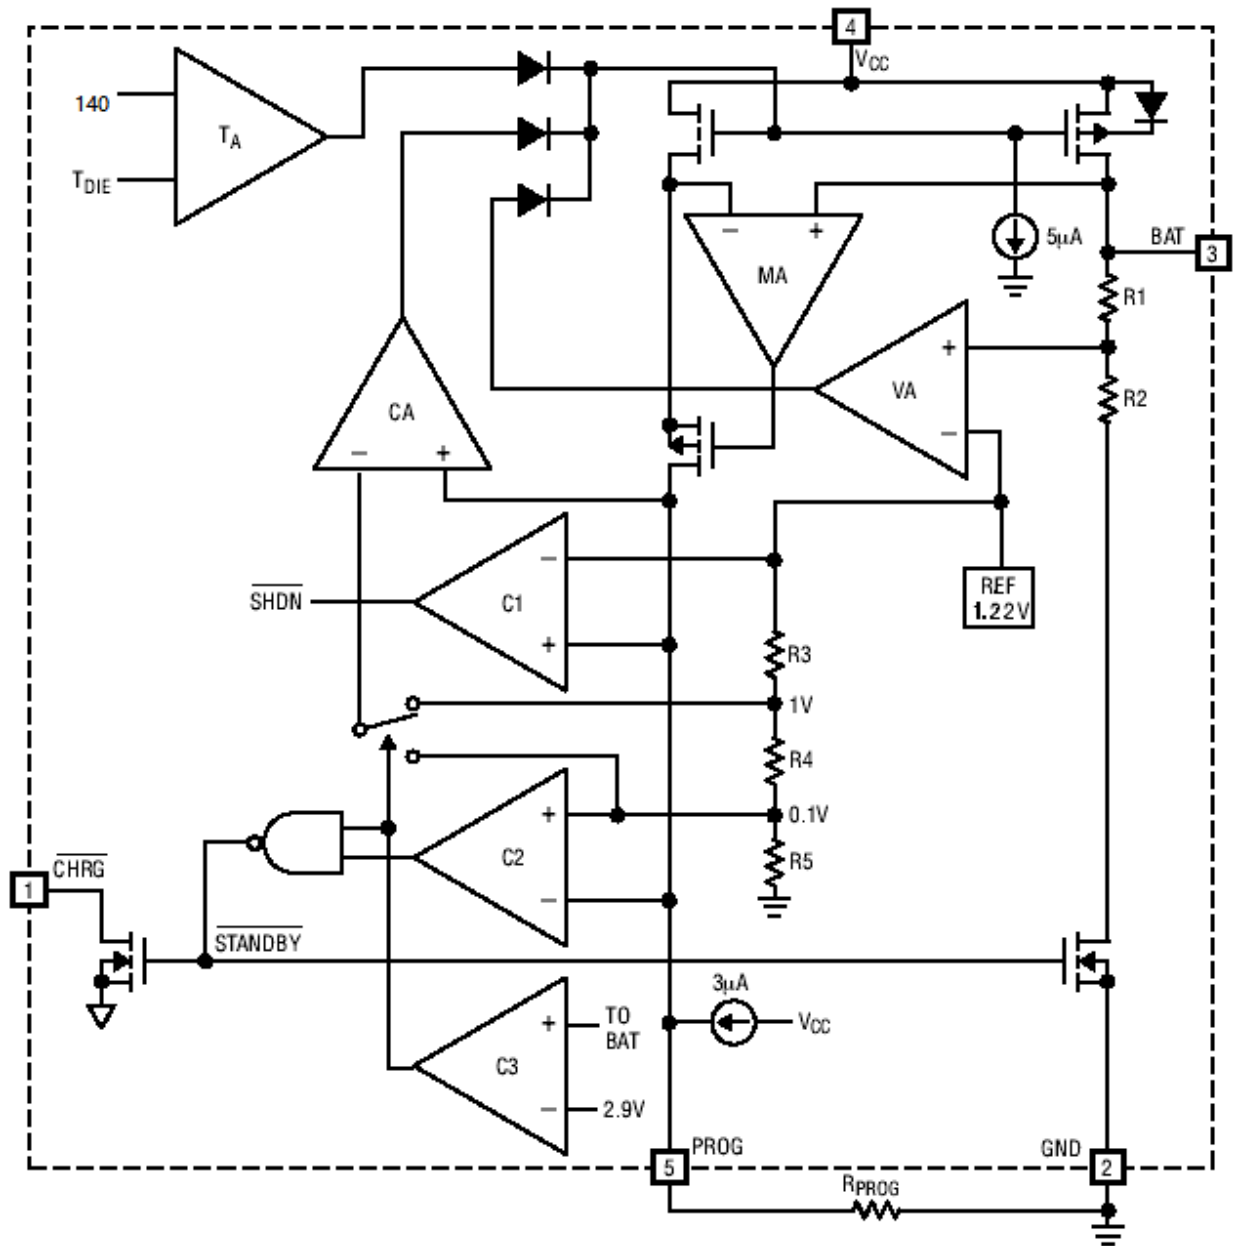 4
VCC
140
TA
TDIE
− +
MA
5µA
BAT
3
R1
+
VA
−
R2
CA
− +
−
C1
+
SHDN
REF
1.22V
R3
1V
R4
+
C2
−
0.1V
R5
CHRG
1
STANDBY
3µA
+
TO
BAT
VCC
C3
−
2.9V
PROG
5
GND
2
RPROG